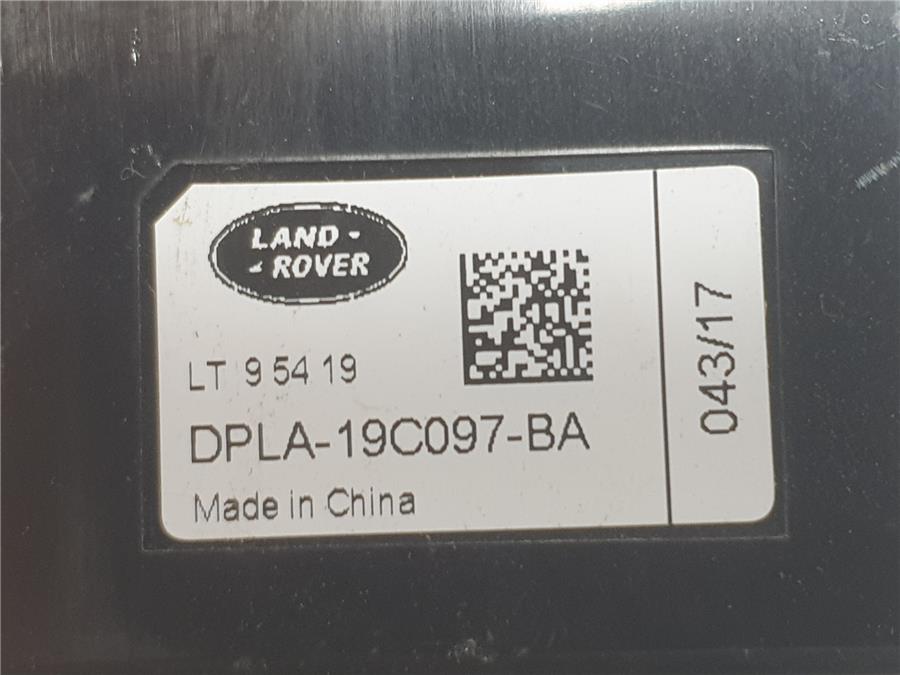 LAND -
- ROVER
LT 9 54 19
DPLA-19C097-BA
Made in China
043/17